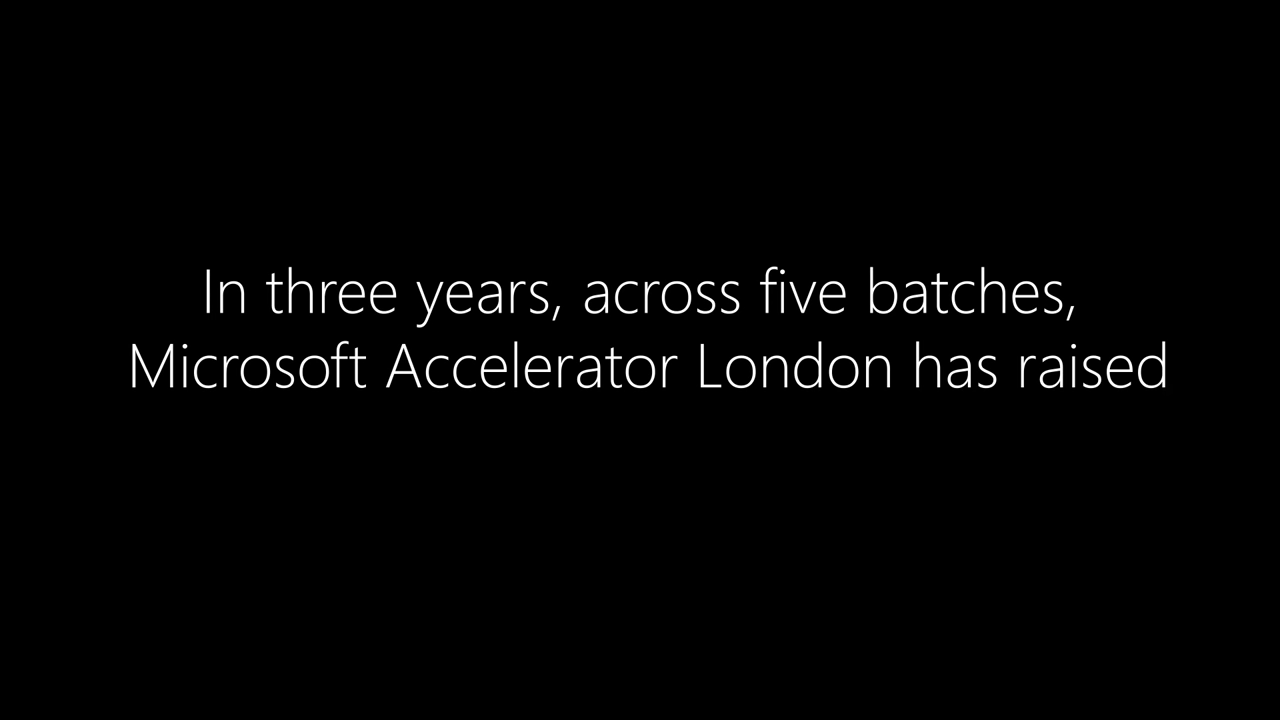 In three years, across five batches,
Microsoft Accelerator London has raised